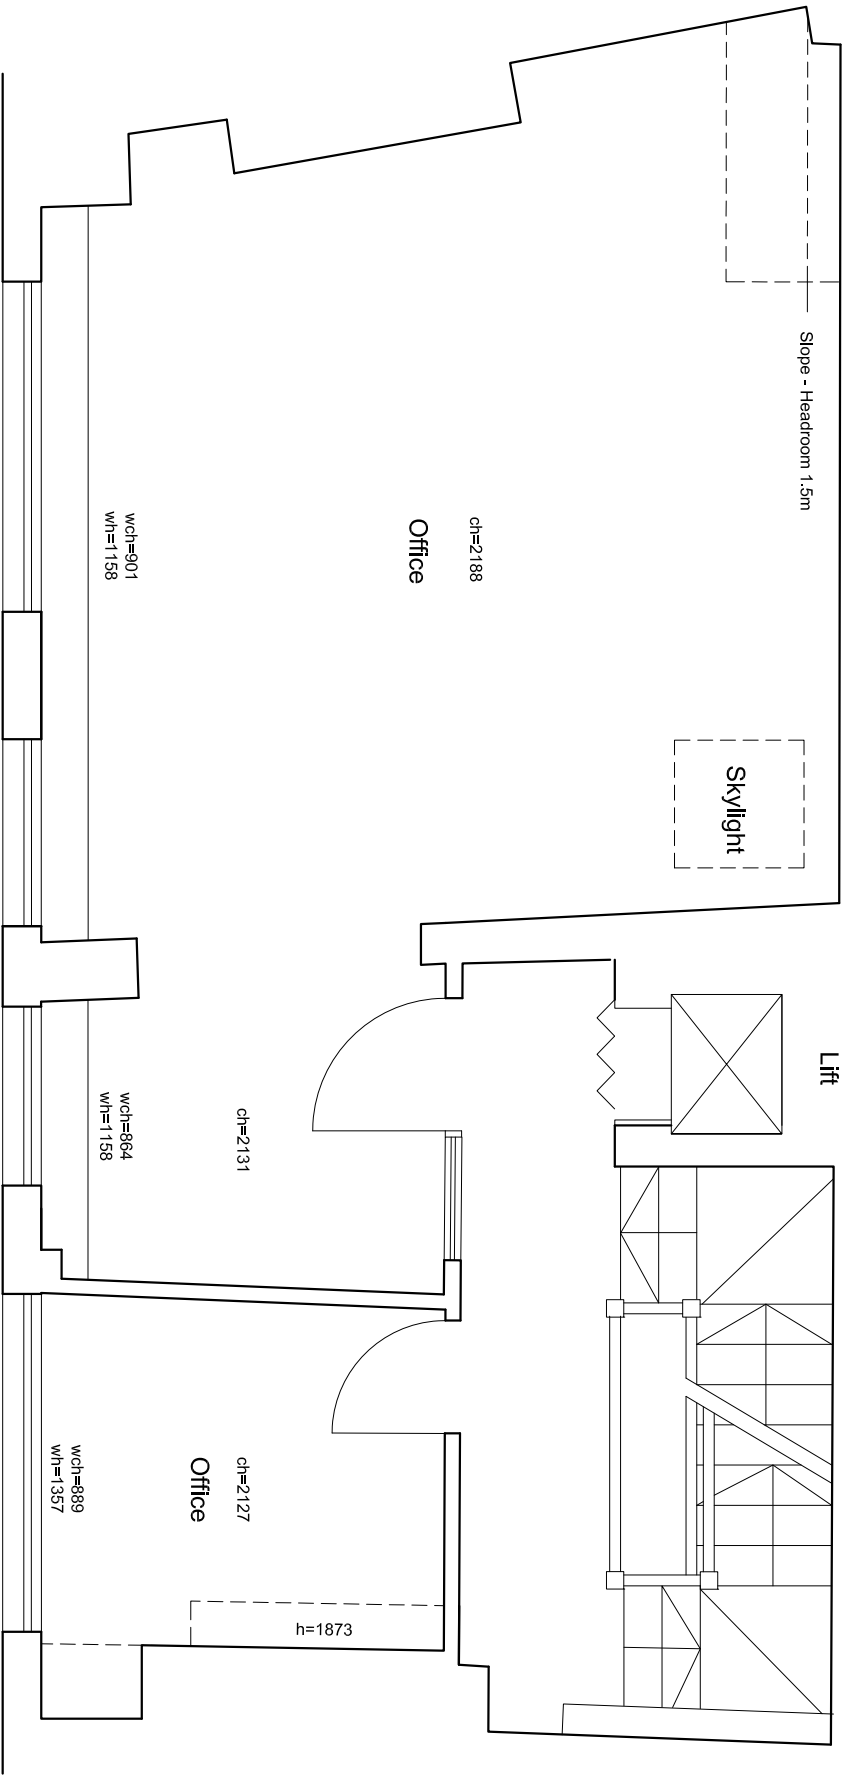 Slope - Headroom 1.5m
ch=2188
Office
wch=901
wh=1158
Skylight
Lift
ch=2131
wch=864
wh=1158
ch=2127
Office
wch=889
wh=1357
h=1873